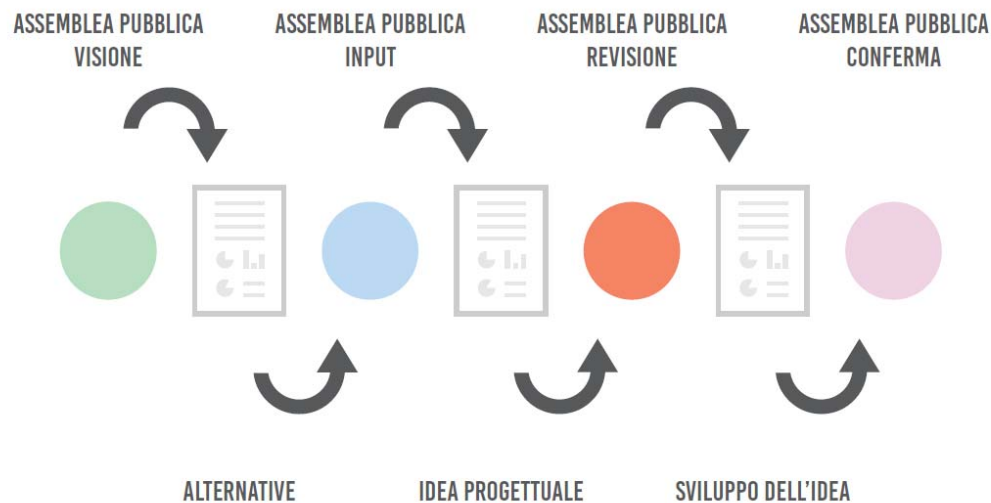 ASSEMBLEA PUBBLICA
VISIONE
ASSEMBLEA PUBBLICA
INPUT
ASSEMBLEA PUBBLICA
REVISIONE
ASSEMBLEA PUBBLICA
CONFERMA
ALTERNATIVE
IDEA PROGETTUALE
SVILUPPO DELL'IDEA